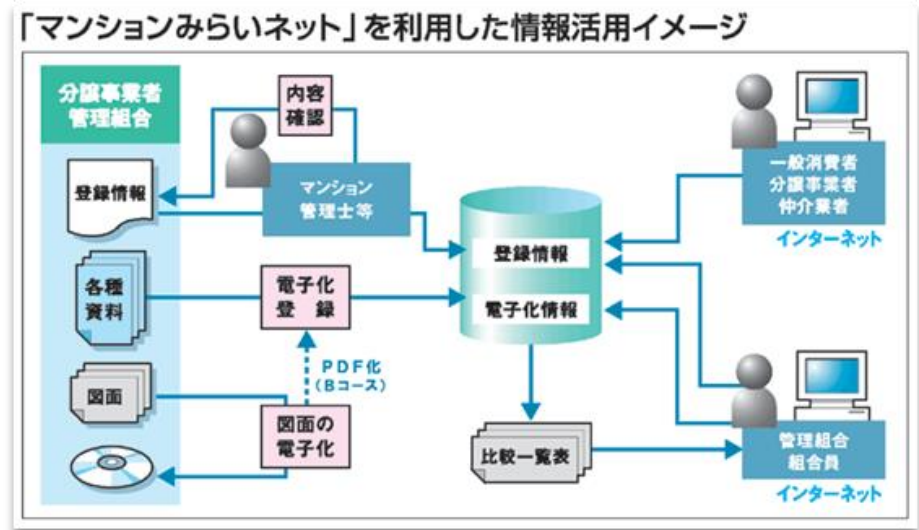 「マンションみらいネット」を利用した情報活用イメージ
分譲事業者
管理組合
内容
確認
登録情報
マンション
管理士等
一般消費者
分譲事業者
仲介業者
インターネット
登録情報
電子化情報
各種
資料
電子化
登録
PDF化
(Bコース)
図面
図面の
電子化
比較一覧表
管理組合
組合員
インターネット